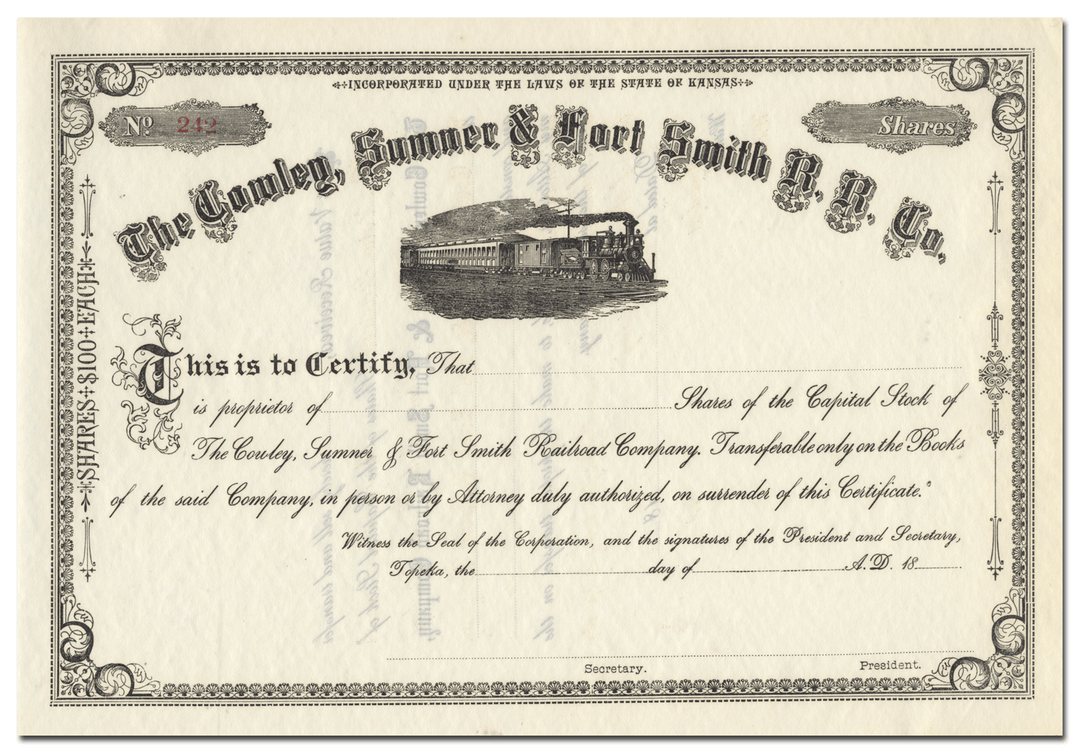 INCORPORATED UNDER THE LAWS OF THE STATE OF KANSAS
No 242
Shares
The Cowley, Sumner & Fort Smith R. R. Co.
SHARES $100 EACH
This is to Certify, That
is proprietor of Shares of the Capital Stock of
The Cowley, Sumner & Fort Smith Railroad Company. Transferable only on the Books
of the said Company, in person or by Attorney duly authorized, on surrender of this Certificate.
Witness the Seal of the Corporation, and the signatures of the President and Secretary,
Topeka, the day of A.D. 18
Secretary. President.